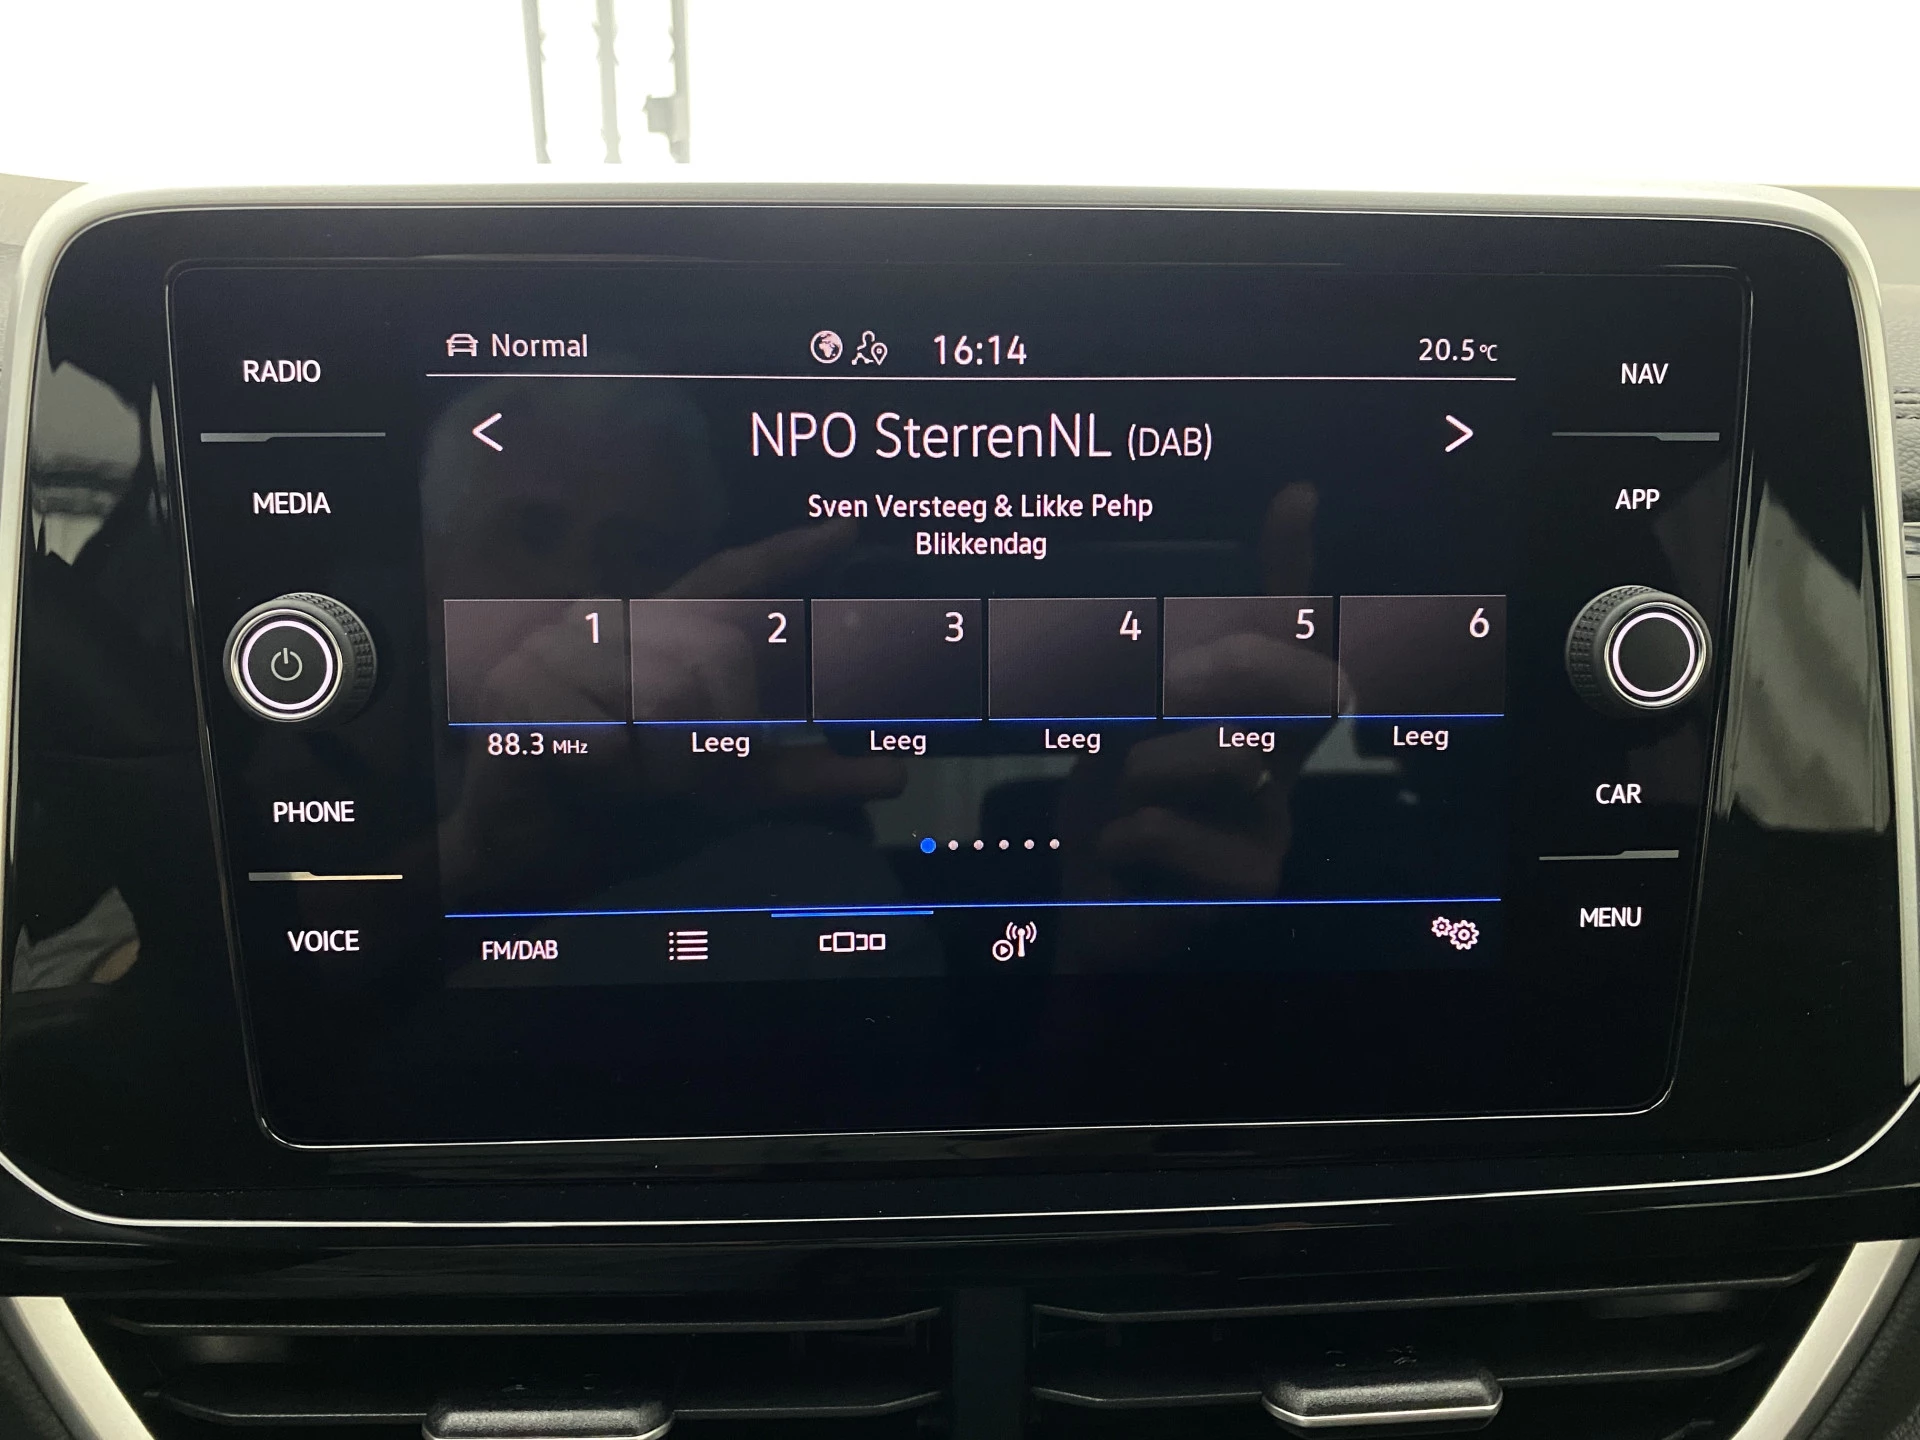 Normal 16:14 20.5°C
RADIO
MEDIA
PHONE
VOICE
NPO SterrenNL (DAB)
Sven Versteeg & Likke Pehp
Blikkendag
1 2 3 4 5 6
88.3 MHz Leeg Leeg Leeg Leeg Leeg
FM/DAB
NAV
APP
CAR
MENU